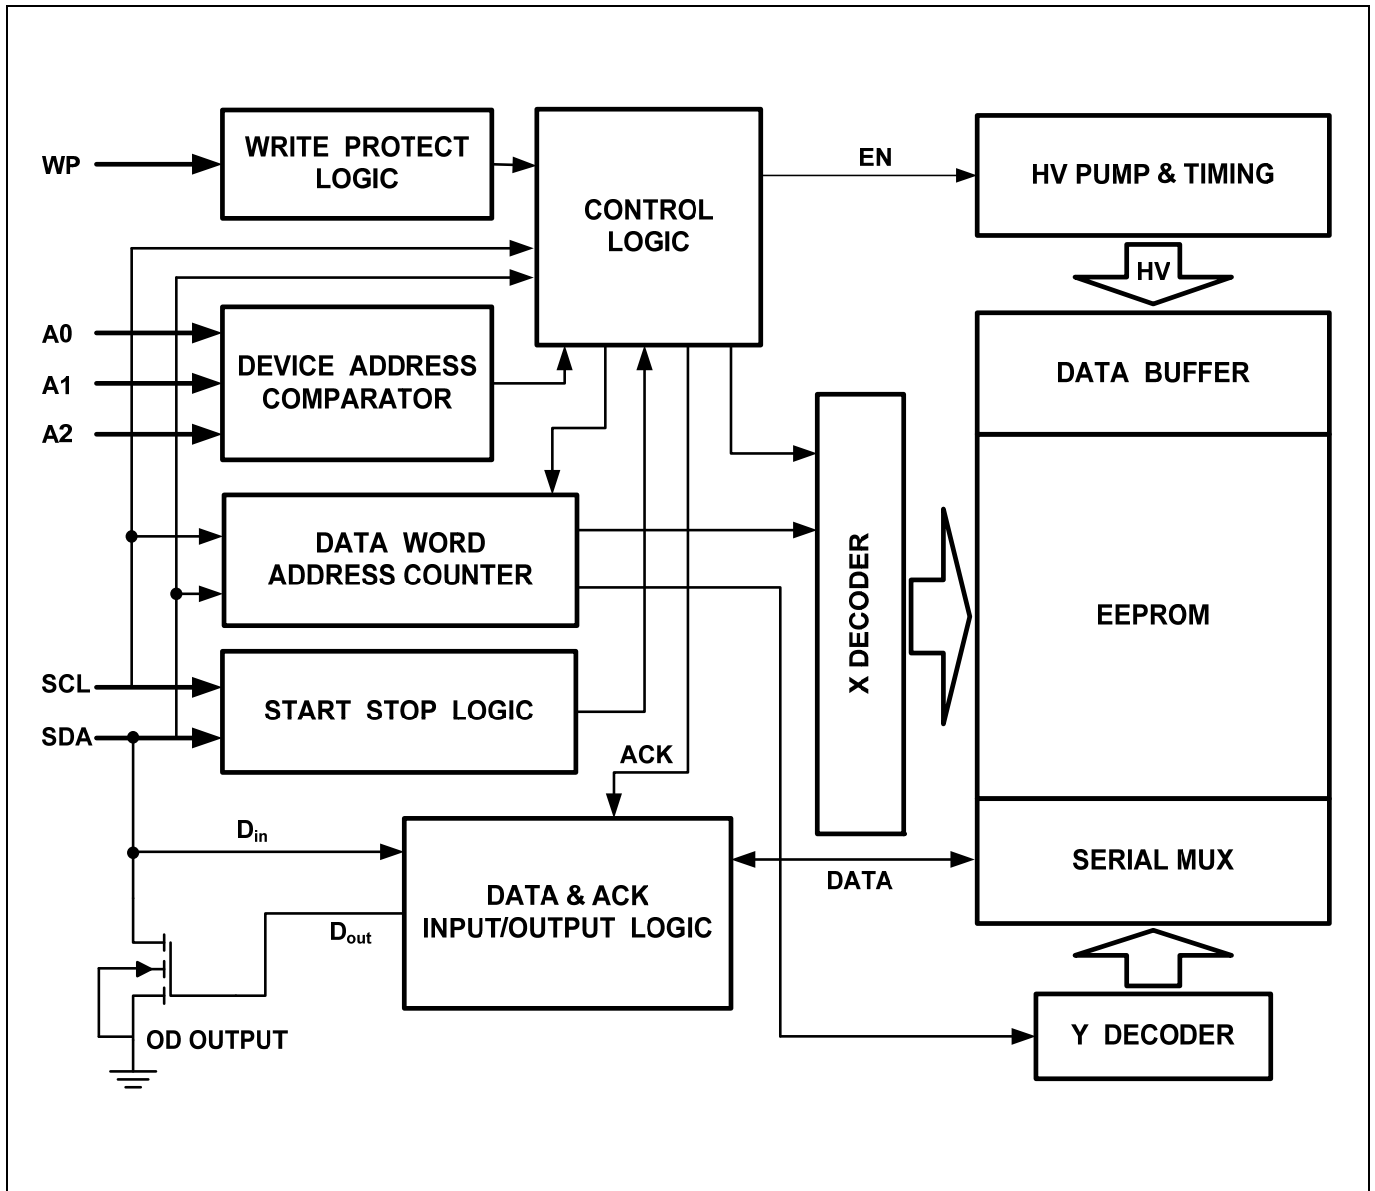 WP
WRITE PROTECT
LOGIC
CONTROL
LOGIC
EN
HV PUMP & TIMING
HV
A0
A1
A2
DEVICE ADDRESS
COMPARATOR
DATA BUFFER
DATA WORD
ADDRESS COUNTER
X DECODER
EEPROM
SCL
SDA
START STOP LOGIC
ACK
Din
DATA & ACK
INPUT/OUTPUT LOGIC
Dout
DATA
SERIAL MUX
OD OUTPUT
Y DECODER